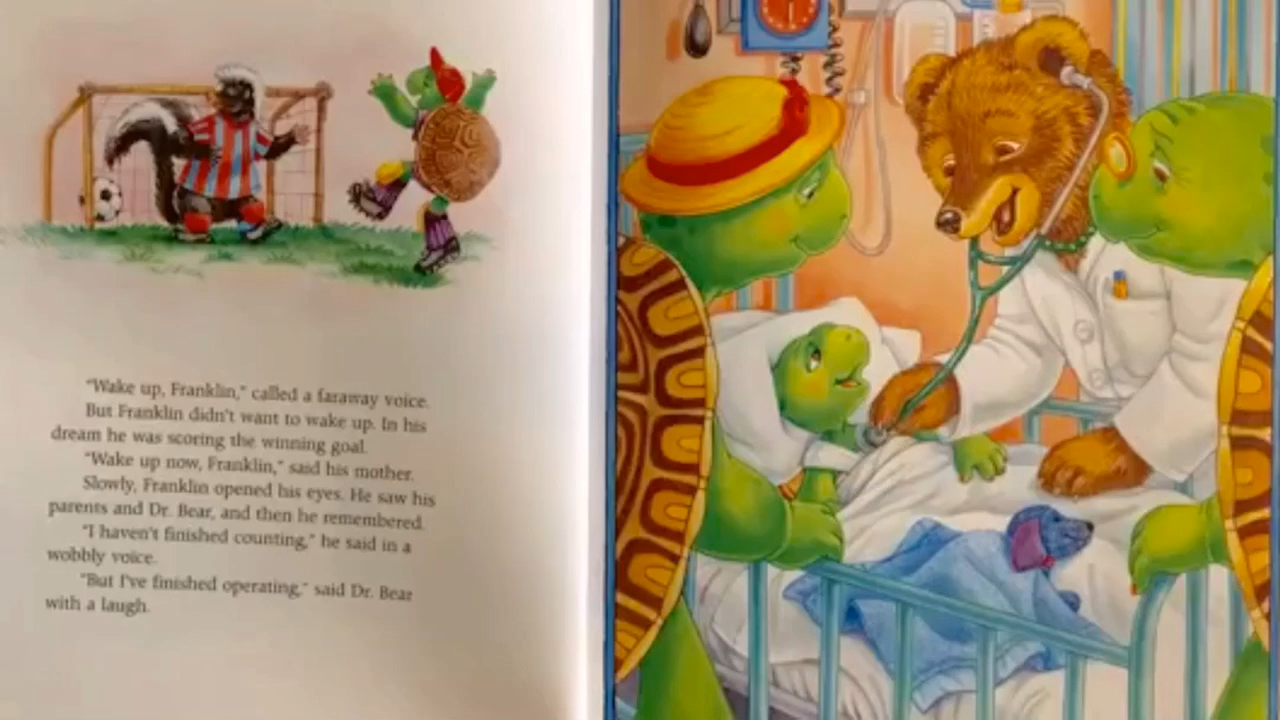 "Wake up, Franklin," called a faraway voice.
But Franklin didn't want to wake up. In his
dream he was scoring the winning goal.
"Wake up now, Franklin," said his mother.
Slowly, Franklin opened his eyes. He saw his
parents and Dr. Bear, and then he remembered.
"I haven't finished counting," he said in a
wobbly voice.
"But I've finished operating," said Dr. Bear
with a laugh.